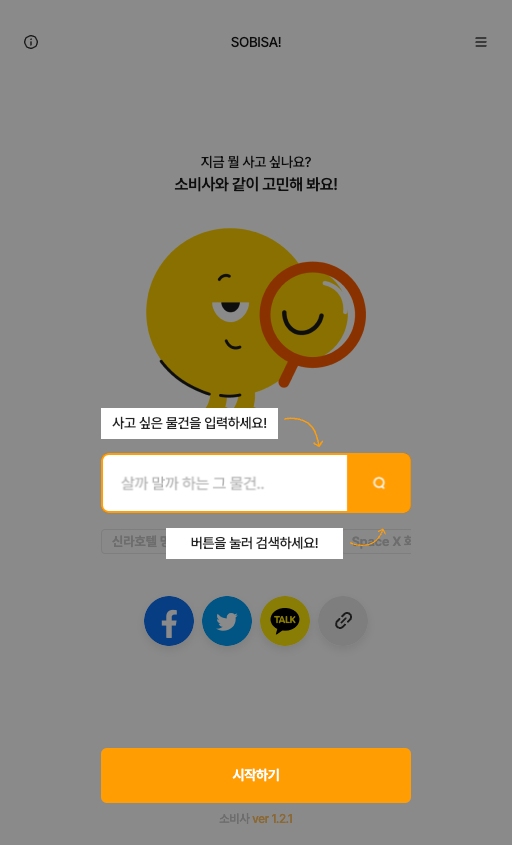 SOBISA!
지금 뭘 사고 싶나요?
소비사와 같이 고민해 봐요!
사고 싶은 물건을 입력하세요!
살까 말까 하는 그 물건..
신라호텔
버튼을 눌러 검색하세요!
Space X
TALK
시작하기
소비사 ver 1.2.1